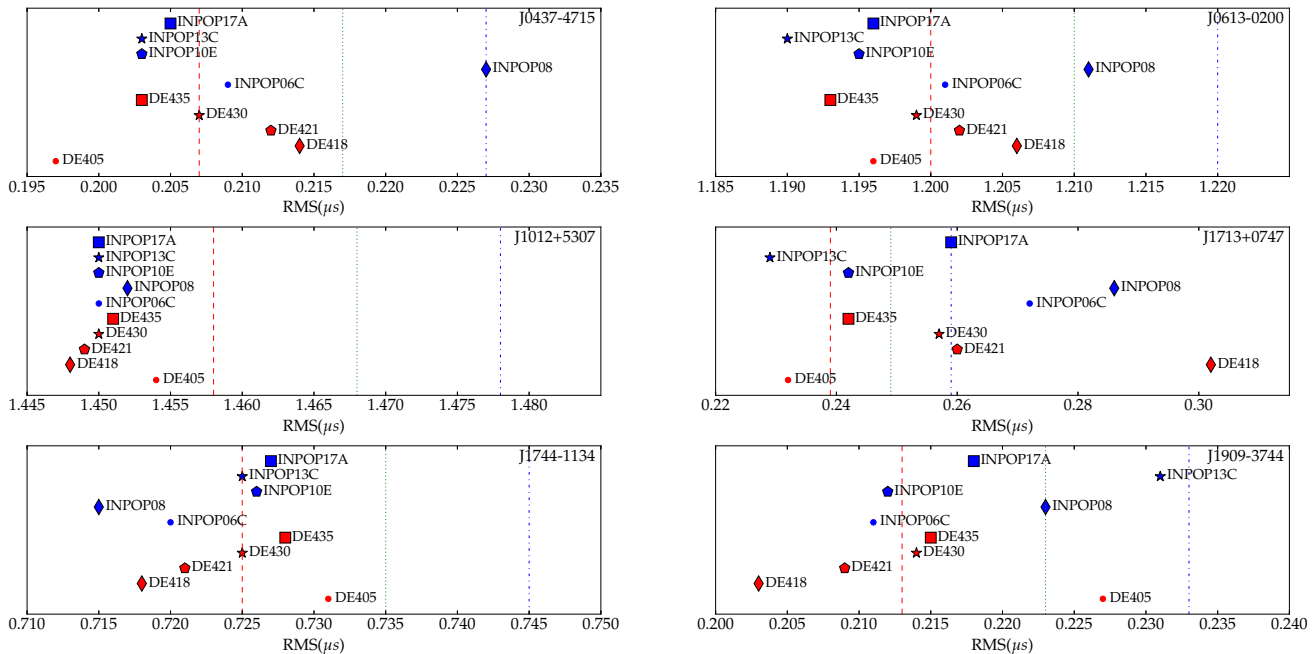 J0437-4715
INPOP17A
INPOP13C
INPOP10E
INPOP08
INPOP06C
DE435
DE430
DE421
DE418
DE405
0.195 0.200 0.205 0.210 0.215 0.220 0.225 0.230 0.235
RMS(μs)
J0613-0200
INPOP17A
INPOP13C
INPOP10E
INPOP08
INPOP06C
DE435
DE430
DE421
DE418
DE405
1.185 1.190 1.195 1.200 1.205 1.210 1.215 1.220
RMS(μs)
J1012+5307
INPOP17A
INPOP13C
INPOP10E
INPOP08
INPOP06C
DE435
DE430
DE421
DE418
DE405
1.445 1.450 1.455 1.460 1.465 1.470 1.475 1.480
RMS(μs)
J1713+0747
INPOP17A
INPOP13C
INPOP10E
INPOP08
INPOP06C
DE435
DE430
DE421
DE418
DE405
0.22 0.24 0.26 0.28 0.30
RMS(μs)
J1744-1134
INPOP17A
INPOP13C
INPOP10E
INPOP08
INPOP06C
DE435
DE430
DE421
DE418
DE405
0.710 0.715 0.720 0.725 0.730 0.735 0.740 0.745 0.750
RMS(μs)
J1909-3744
INPOP17A
INPOP13C
INPOP10E
INPOP08
INPOP06C
DE435
DE430
DE421
DE418
DE405
0.200 0.205 0.210 0.215 0.220 0.225 0.230 0.235 0.240
RMS(μs)